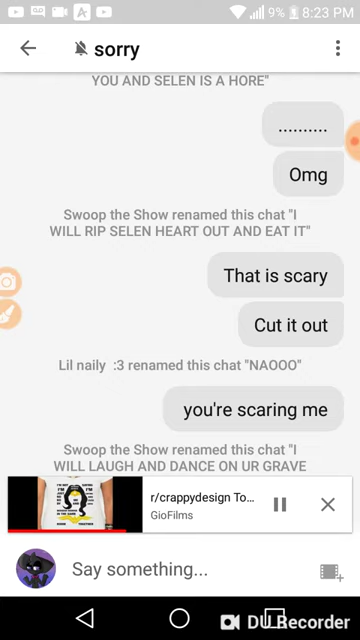 9% 8:23 PM
sorry
YOU AND SELEN IS A HORE"
..........
Omg
Swoop the Show renamed this chat "I
WILL RIP SELEN HEART OUT AND EAT IT"
That is scary
Cut it out
Lil naily :3 renamed this chat "NAOOO"
you're scaring me
Swoop the Show renamed this chat "I
WILL LAUGH AND DANCE ON UR GRAVE
r/crappydesign To...
GioFilms
Say something...
DU Recorder